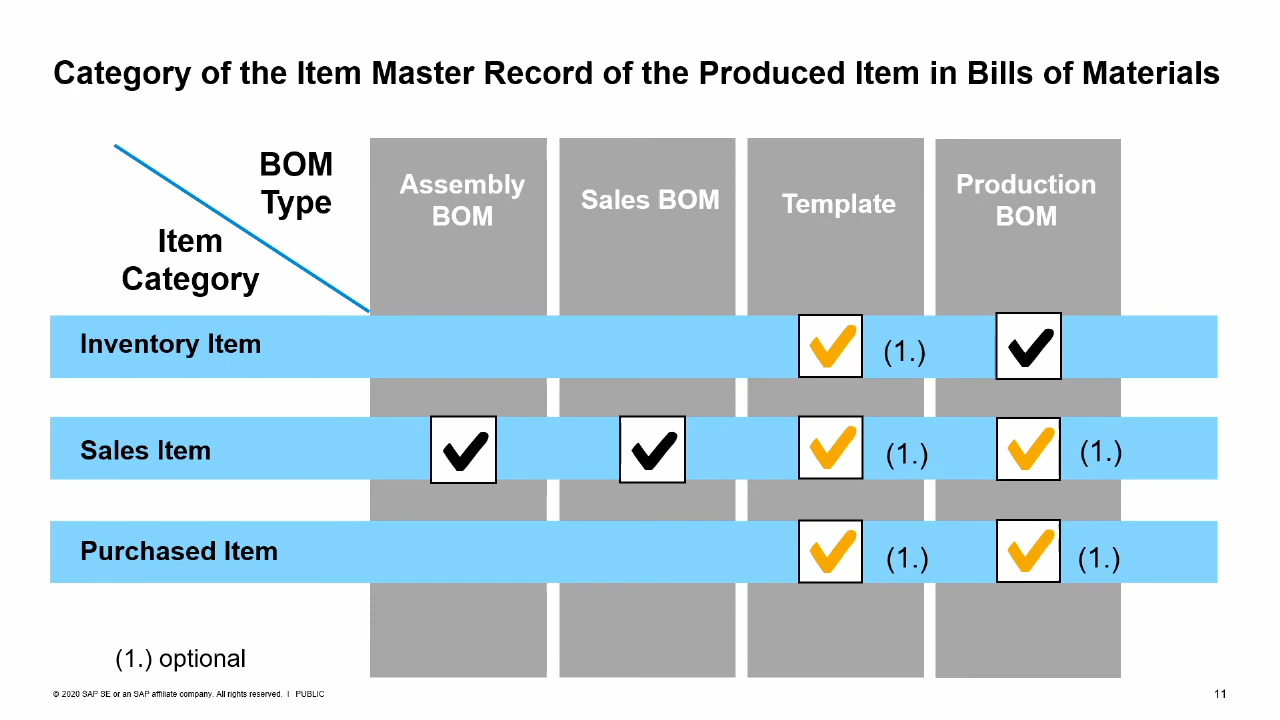 Category of the Item Master Record of the Produced Item in Bills of Materials
BOM
Type
Item
Category
Assembly
BOM
Sales BOM
Template
Production
BOM
Inventory Item
(1.)
Sales Item
(1.)
(1.)
Purchased Item
(1.)
(1.)
(1.) optional
© 2020 SAP SE or an SAP affiliate company. All rights reserved. I PUBLIC
11